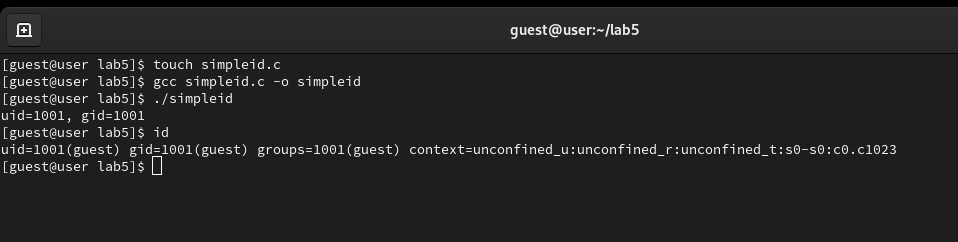 guest@user:~/lab5
[guest@user lab5]$ touch simpleid.c
[guest@user lab5]$ gcc simpleid.c -o simpleid
[guest@user lab5]$ ./simpleid
uid=1001, gid=1001
[guest@user lab5]$ id
uid=1001(guest) gid=1001(guest) groups=1001(guest) context=unconfined_u:unconfined_r:unconfined_t:s0-s0:c0.c1023
[guest@user lab5]$